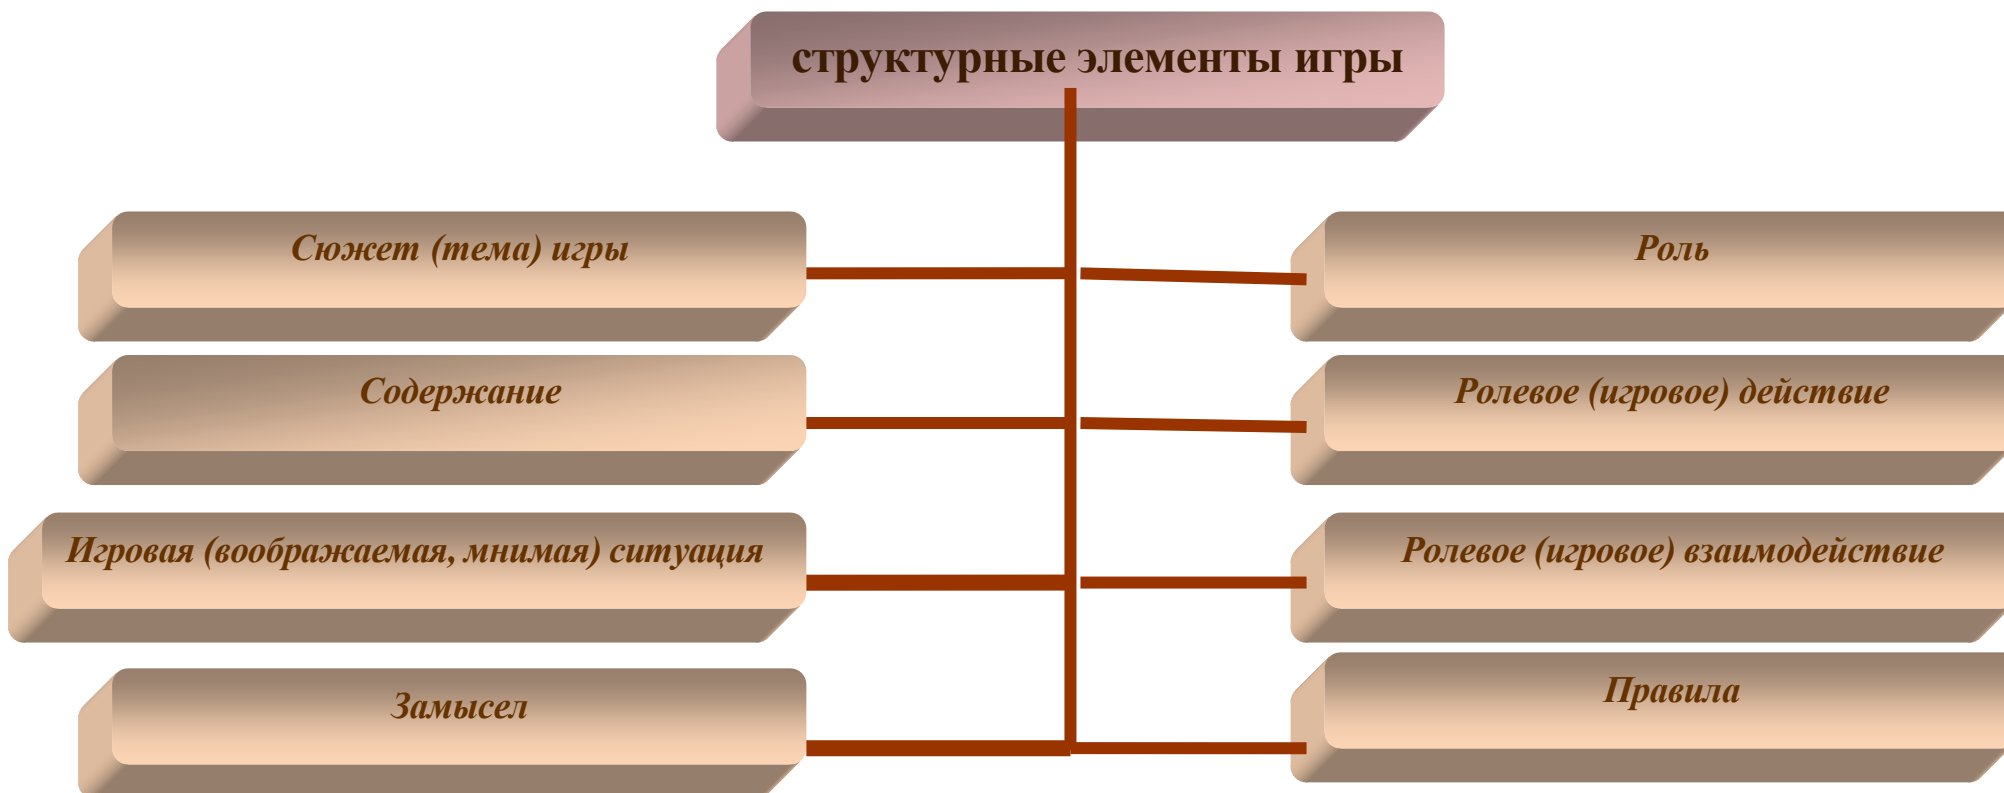 структурные элементы игры
Сюжет (тема) игры
Роль
Содержание
Ролевое (игровое) действие
Игровая (воображаемая, мнимая) ситуация
Ролевое (игровое) взаимодействие
Замысел
Правила